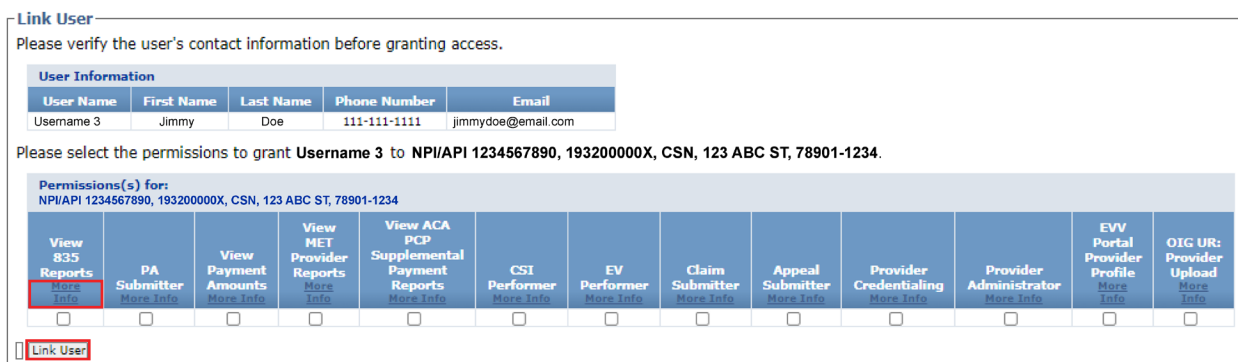 Link User
Please verify the user's contact information before granting access.
User Information
User Name First Name Last Name Phone Number Email
Username 3 Jimmy Doe 111-111-1111 jimmydoe@email.com
Please select the permissions to grant Username 3 to NPI/API 1234567890, 193200000X, CSN, 123 ABC ST, 78901-1234.
Permissions(s) for:
NPI/API 1234567890, 193200000X, CSN, 123 ABC ST, 78901-1234
View
835
Reports
More
Info
PA
Submitter
More Info
View
Payment
Amounts
More Info
View
MET
Provider
Reports
More
Info
View ACA
PCP
Supplemental
Payment
Reports
More Info
CSI
Performer
More Info
EV
Performer
More Info
Claim
Submitter
More Info
Appeal
Submitter
More Info
Provider
Credentialing
More Info
Provider
Administrator
More Info
EVV
Portal
Provider
Profile
More
Info
OIG UR:
Provider
Upload
More
Info
Link User